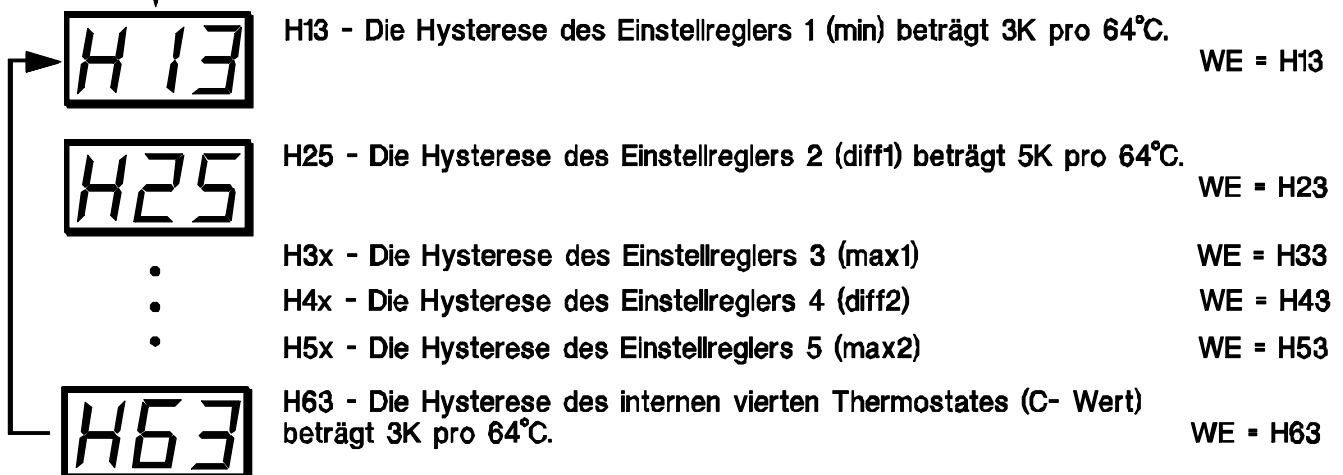 H13
H13 - Die Hysterese des Einstellreglers 1 (min) beträgt 3K pro 64°C.
WE = H13
H25
H25 - Die Hysterese des Einstellreglers 2 (diff1) beträgt 5K pro 64°C.
WE = H23
H3x - Die Hysterese des Einstellreglers 3 (max1) WE = H33
H4x - Die Hysterese des Einstellreglers 4 (diff2) WE = H43
H5x - Die Hysterese des Einstellreglers 5 (max2) WE = H53
H63
H63 - Die Hysterese des internen vierten Thermostates (C- Wert)
beträgt 3K pro 64°C. WE = H63